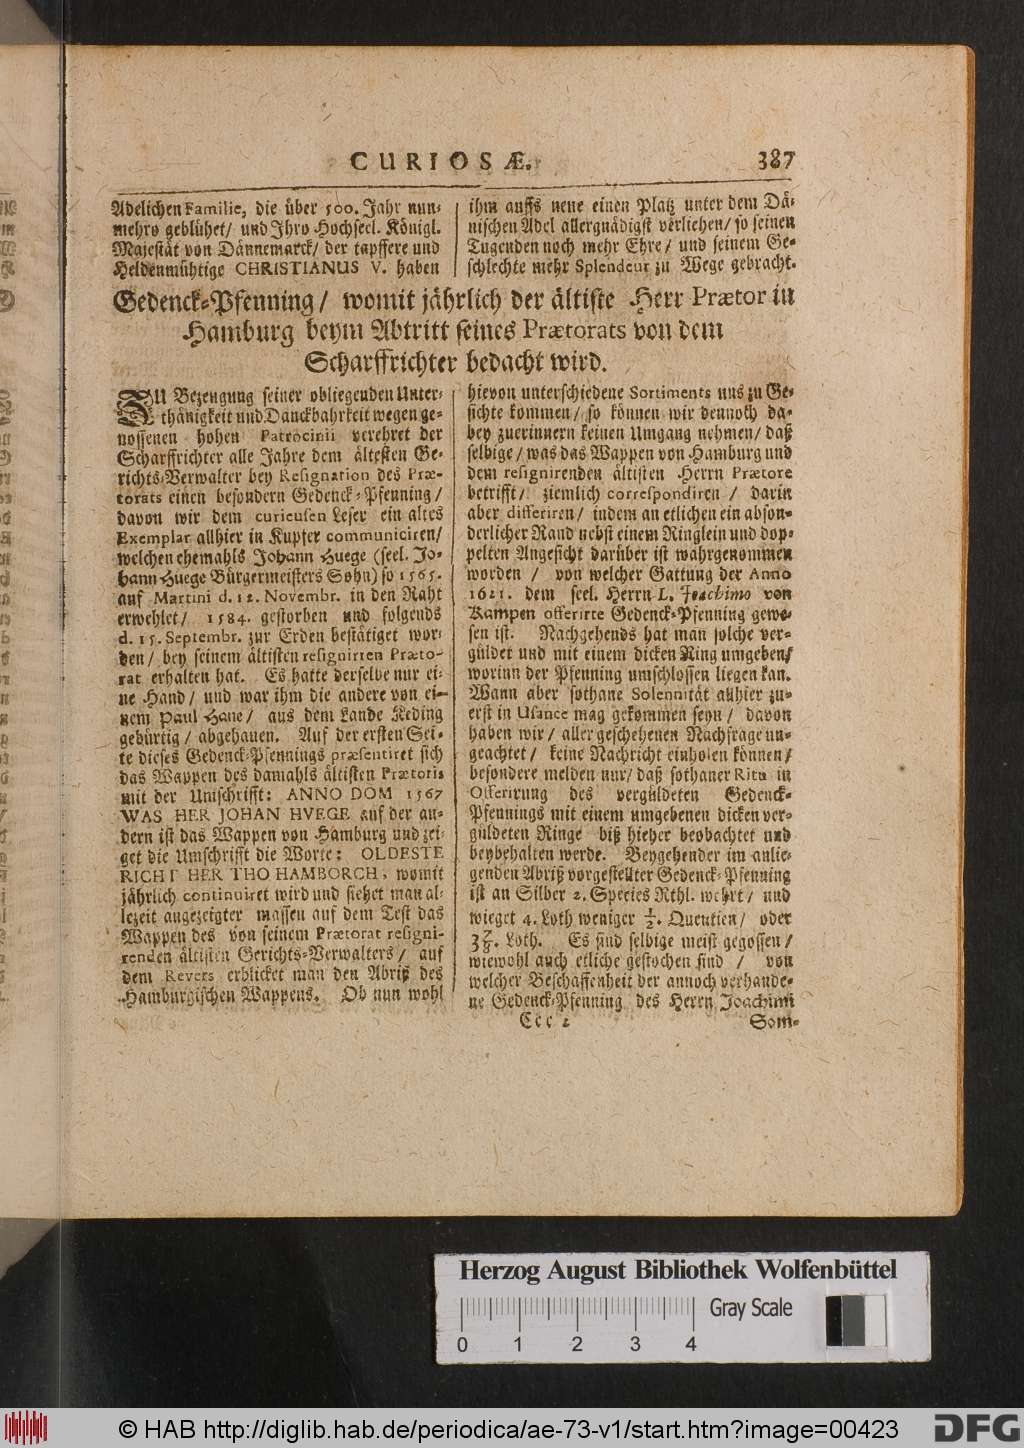 CURIOSÆ. 387
Adelichen Familie, die über 500. Jahr nun-
mehro geblühet/ und Ihro Hochseel. Königl.
Majestät von Dännemarck/ der tapffere und
Heldenmühtige CHRISTIANUS V. haben
ihm auffs neue einen Platz unter dem Dä-
nischen Adel allergnädigst verliehen/ so seinen
Tugenden noch mehr Ehre/ und seinem Ge-
schlechte mehr Splendeur zu Wege gebracht.
Gedenck-Pfenning/ womit jährlich der ältiste Herr Prætor in
Hamburg beym Abtritt seines Prætorats von dem
Scharffrichter bedacht wird.
ZU Bezeugung seiner obliegenden Unter-
thänigkeit und Danckbahrkeit wegen ge-
nossenen hohen Patrocinii verehret der
Scharffrichter alle Jahre dem ältesten Ge-
richts-Verwalter bey Resignation des Præ-
torats einen besondern Gedenck-Pfenning/
davon wir dem curieusen Leser ein altes
Exemplar allhier in Kupfer communiciren/
welchen ehemahls Johann Huege (seel. Jo-
hann Huege Bürgermeisters Sohn) so 1565.
auf Martini d. 12. Novembr. in den Raht
erwehlet/ 1584. gestorben und folgends
d. 15. Septembr. zur Erden bestätiget wor-
den/ bey seinem ältisten resignirten Præto-
rat erhalten hat. Es hatte derselbe nur ei-
ne Hand/ und war ihm die andere von ei-
nem Paul Hane/ aus dem Lande Keding
gebürtig/ abgehauen. Auf der ersten Sei-
te dieses Gedenck-Pfennings præsentiret sich
das Wappen des damahls ältisten Prætoris
mit der Umschrifft: ANNO DOM 1567
WAS HER JOHAN HVEGE auf der an-
dern ist das Wappen von Hamburg und zei-
get die Umschrifft die Worte: OLDESTE
RICHT HER THO HAMBORCH, womit
jährlich continuiret wird und siehet man al-
lezeit angezeigter massen auf dem Test das
Wappen des von seinem Prætorat resigni-
renden ältisten Gerichts-Verwalters/ auf
dem Revers erblicket man den Abriß des
Hamburgischen Wappens. Ob nun wohl
hievon unterschiedene Sortiments uns zu Ge-
sichte kommen/ so können wir dennoch da-
bey zuerinnern keinen Umgang nehmen/ daß
selbige/ was das Wappen von Hamburg und
dem resignirenden ältisten Herrn Prætore
betrifft/ ziemlich correspondiren/ darin
aber differiren/ indem an etlichen ein abson-
derlicher Rand nebst einem Ringlein und dop-
pelten Angesicht darüber ist wahrgenommen
worden/ von welcher Gattung der Anno
1621. dem seel. Herrn L. Joachimo von
Kampen offerirte Gedenck-Pfenning gewe-
sen ist. Nachgehends hat man solche ver-
güldet und mit einem dicken Ring umgeben/
worinn der Pfenning umschlossen liegen kan.
Wann aber sothane Solennität allhier zu-
erst in Usance mag gekommen seyn/ davon
haben wir/ aller geschehenen Nachfrage un-
geachtet/ keine Nachricht einholen können/
besondere melden nur/ daß sothaner Ritu in
Offerirung des vergüldeten Gedenck-
Pfennings mit einem umgebenen dicken ver-
güldeten Ringe biß hieher beobachtet und
beybehalten werde. Beygehender im anlie-
genden Abriß vorgestellter Gedenck-Pfenning
ist an Silber 2. Species Rthl. wehrt/ und
wieget 4. Loth weniger ½. Quentien/ oder
3⅞. Loth. Es sind selbige meist gegossen/
wiewohl auch etliche gestochen sind/ von
welcher Beschaffenheit der annoch verhande-
ne Gedenck-Pfenning des Herrn Joachimi
Ccc 2 Som-
Herzog August Bibliothek Wolfenbüttel
0 1 2 3 4 Gray Scale
© HAB http://diglib.hab.de/periodica/ae-73-v1/start.htm?image=00423 DFG